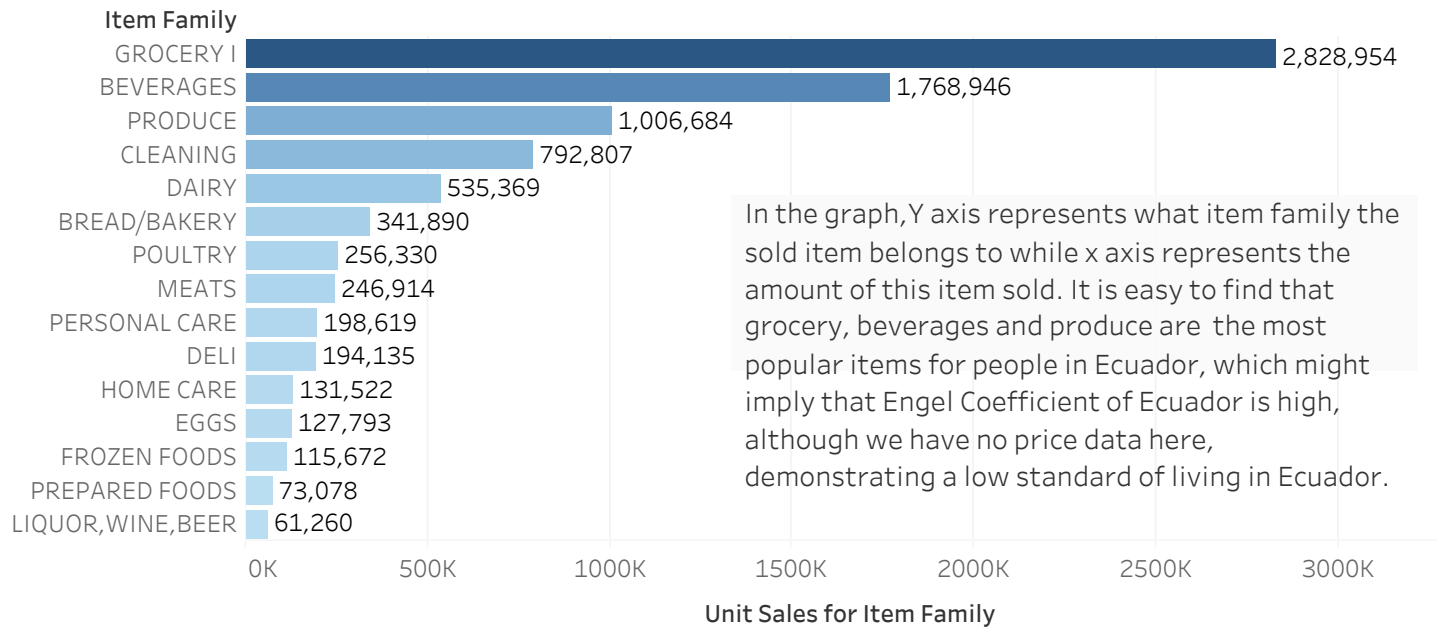 Item Family
GROCERY I 2,828,954
BEVERAGES 1,768,946
PRODUCE 1,006,684
CLEANING 792,807
DAIRY 535,369
BREAD/BAKERY 341,890
POULTRY 256,330
MEATS 246,914
PERSONAL CARE 198,619
DELI 194,135
HOME CARE 131,522
EGGS 127,793
FROZEN FOODS 115,672
PREPARED FOODS 73,078
LIQUOR,WINE,BEER 61,260
In the graph,Y axis represents what item family the
sold item belongs to while x axis represents the
amount of this item sold. It is easy to find that
grocery, beverages and produce are  the most
popular items for people in Ecuador, which might
imply that Engel Coefficient of Ecuador is high,
although we have no price data here,
demonstrating a low standard of living in Ecuador.
0K 500K 1000K 1500K 2000K 2500K 3000K
Unit Sales for Item Family